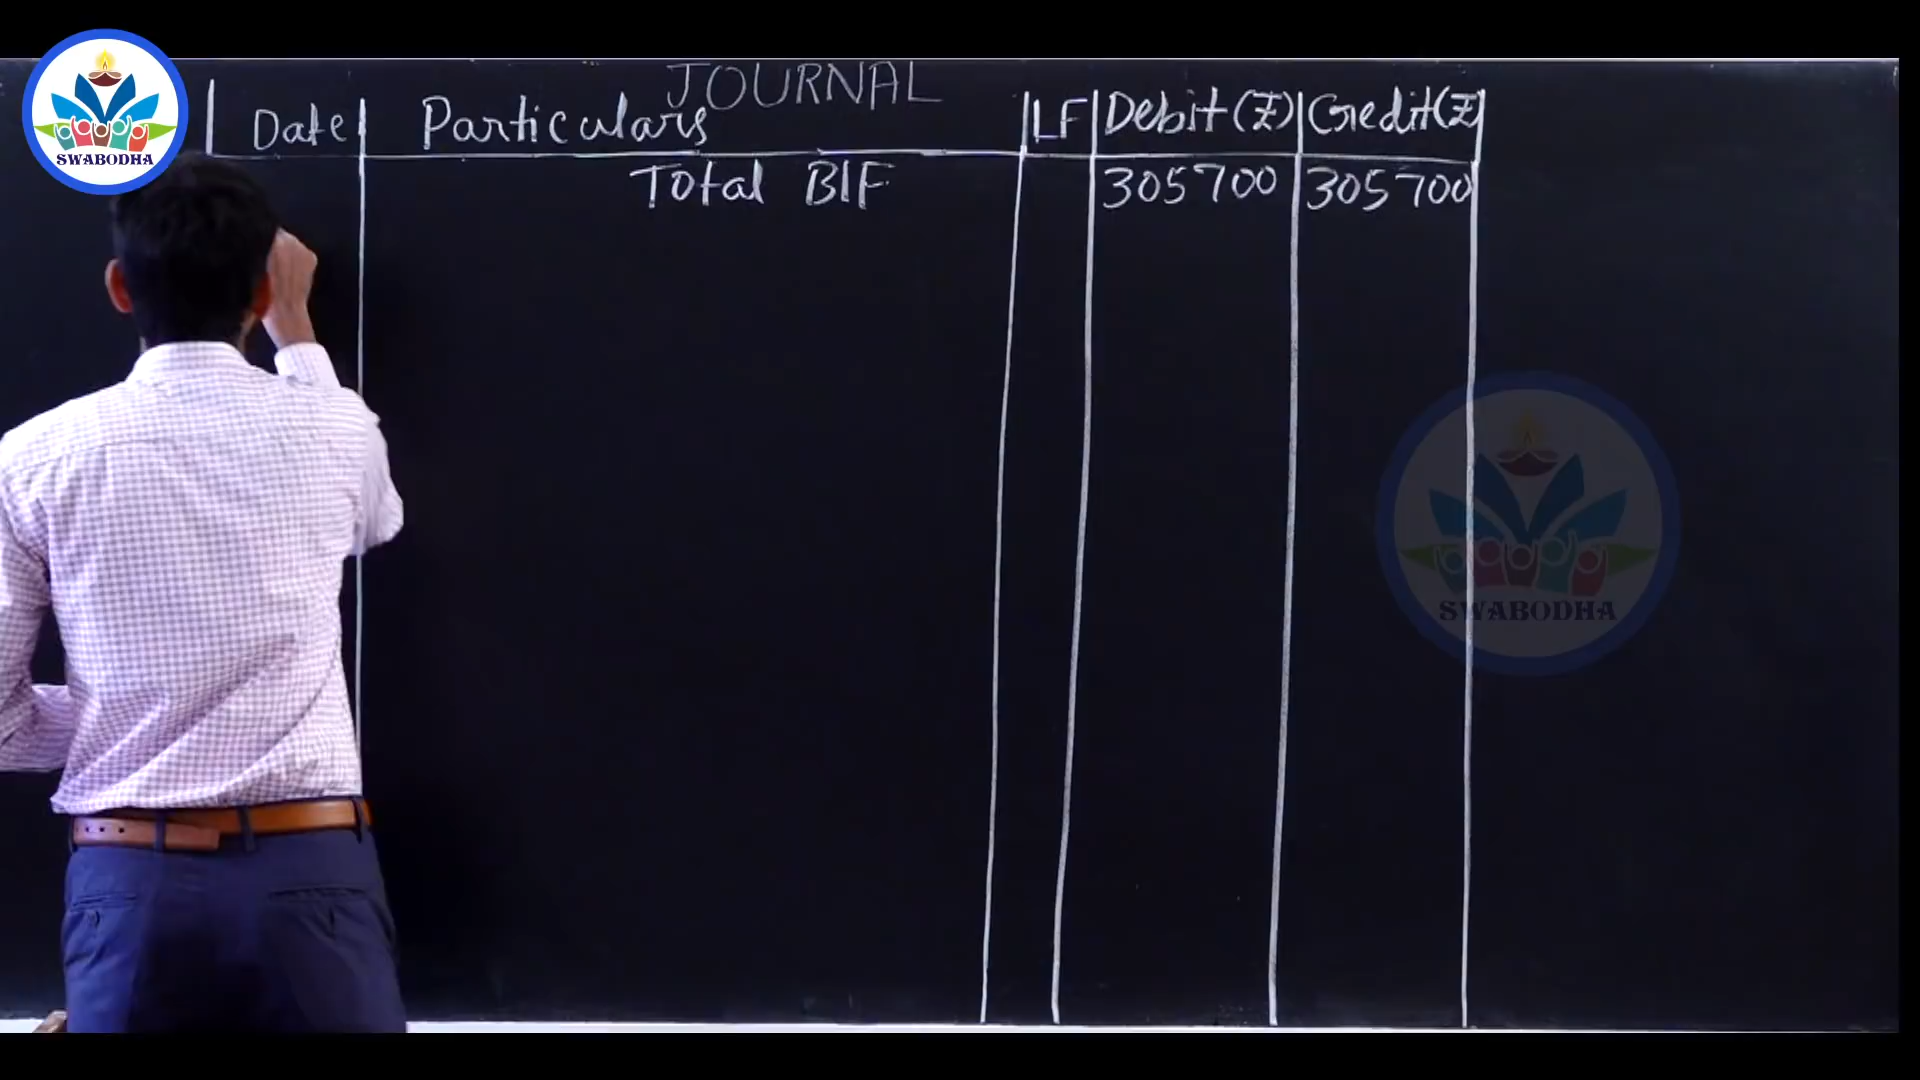 SWABODHA
JOURNAL
Date Particulars LF Debit (₹) Credit (₹)
Total B/F 305700 305700
SWABODHA